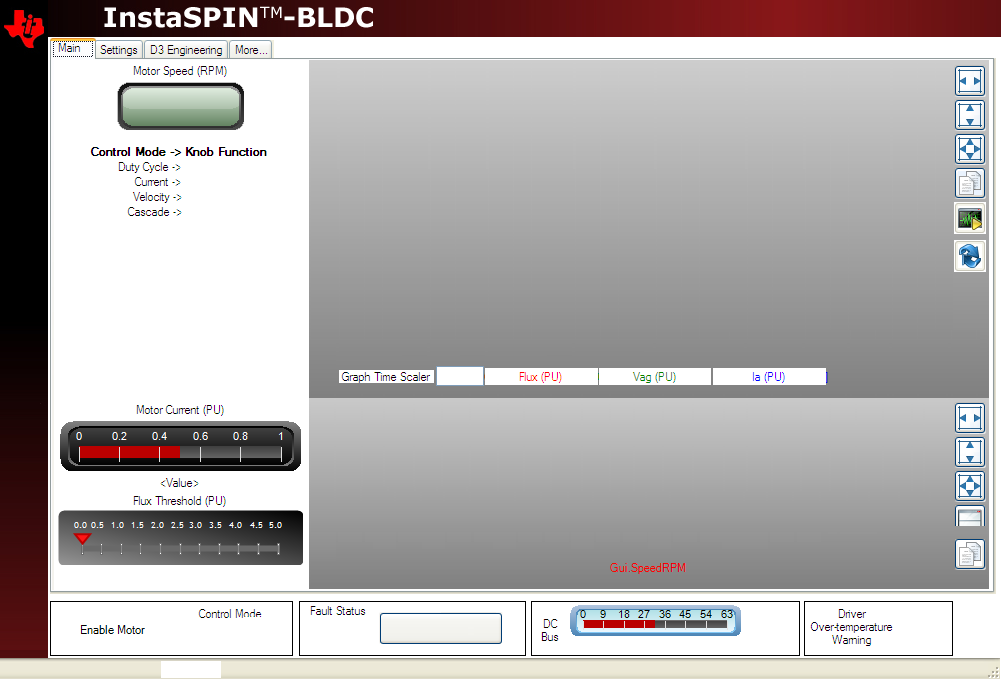 InstaSPIN™-BLDC
Main Settings D3 Engineering More...
Motor Speed (RPM)
Control Mode -> Knob Function
Duty Cycle ->
Current ->
Velocity ->
Cascade ->
Graph Time Scaler Flux (PU) Vag (PU) Ia (PU)
Motor Current (PU)
0 0.2 0.4 0.6 0.8 1
<Value>
Flux Threshold (PU)
0.0 0.5 1.0 1.5 2.0 2.5 3.0 3.5 4.0 4.5 5.0
Gui.SpeedRPM
Control Mode
Enable Motor
Fault Status
DC
Bus
0 9 18 27 36 45 54 63
Driver
Over-temperature
Warning